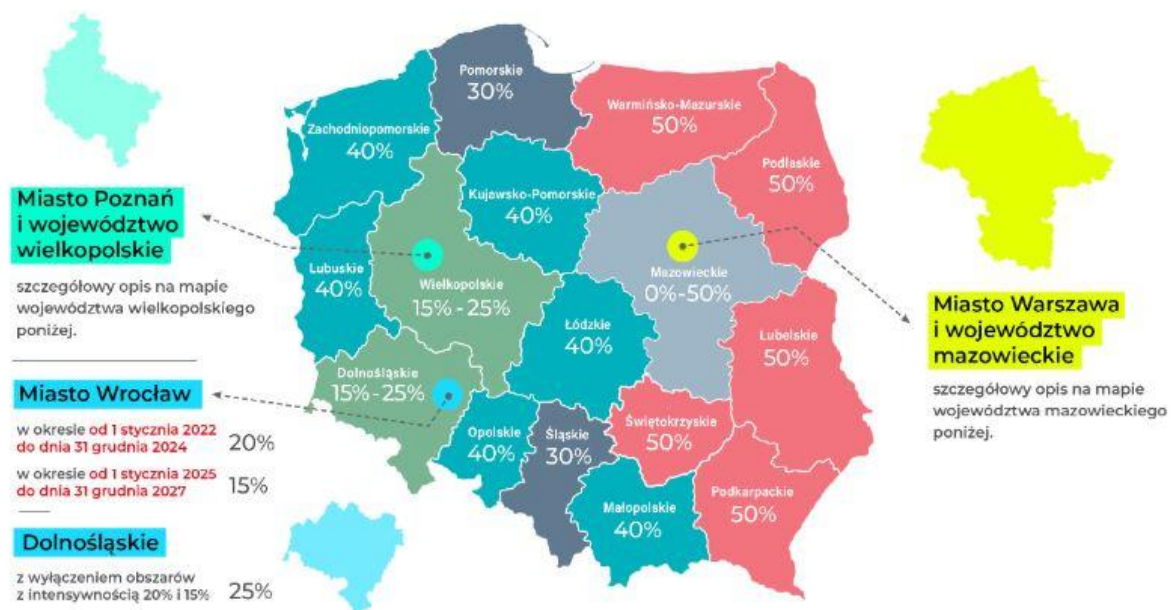 Miasto Poznań
i województwo
wielkopolskie
szczegółowy opis na mapie
województwa wielkopolskiego
poniżej.
Miasto Wrocław
w okresie od 1 stycznia 2022
do dnia 31 grudnia 2024
20%
w okresie od 1 stycznia 2025
do dnia 31 grudnia 2027
15%
Dolnośląskie
z wyłączeniem obszarów
z intensywnością 20% i 15%
25%
Pomorskie
30%
Warmińsko-Mazurskie
50%
Zachodniopomorskie
40%
Podlaskie
50%
Kujawsko-Pomorskie
40%
Lubuskie
40%
Wielkopolskie
15% - 25%
Mazowieckie
0%-50%
Łódzkie
40%
Lubelskie
50%
Dolnośląskie
15% - 25%
Opolskie
40%
Śląskie
30%
Świętokrzyskie
50%
Małopolskie
40%
Podkarpackie
50%
Miasto Warszawa
i województwo
mazowieckie
szczegółowy opis na mapie
województwa mazowieckiego
poniżej.